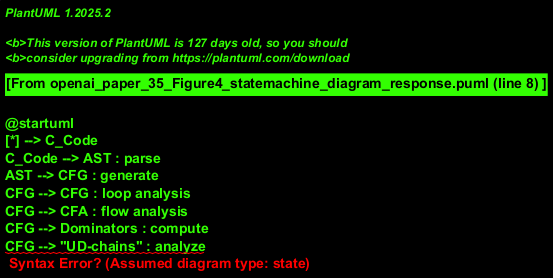 PlantUML 1.2025.2
<b>This version of PlantUML is 127 days old, so you should
<b>consider upgrading from https://plantuml.com/download
[From openai_paper_35_Figure4_statemachine_diagram_response.puml (line 8) ]
@startuml
[*] --> C_Code
C_Code --> AST : parse
AST --> CFG : generate
CFG --> CFG : loop analysis
CFG --> CFA : flow analysis
CFG --> Dominators : compute
CFG --> "UD-chains" : analyze
Syntax Error? (Assumed diagram type: state)